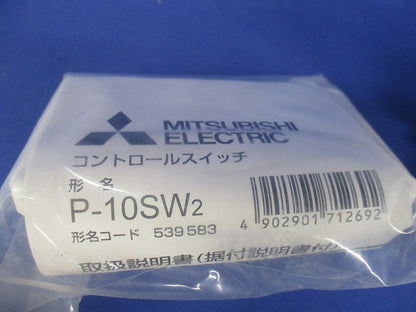 MITSUBISHI
ELECTRIC
コントロールスイッチ
形 名
P-10SW2
形名コード 539583
4 902901 712692
取扱説明書(据付説明書付)